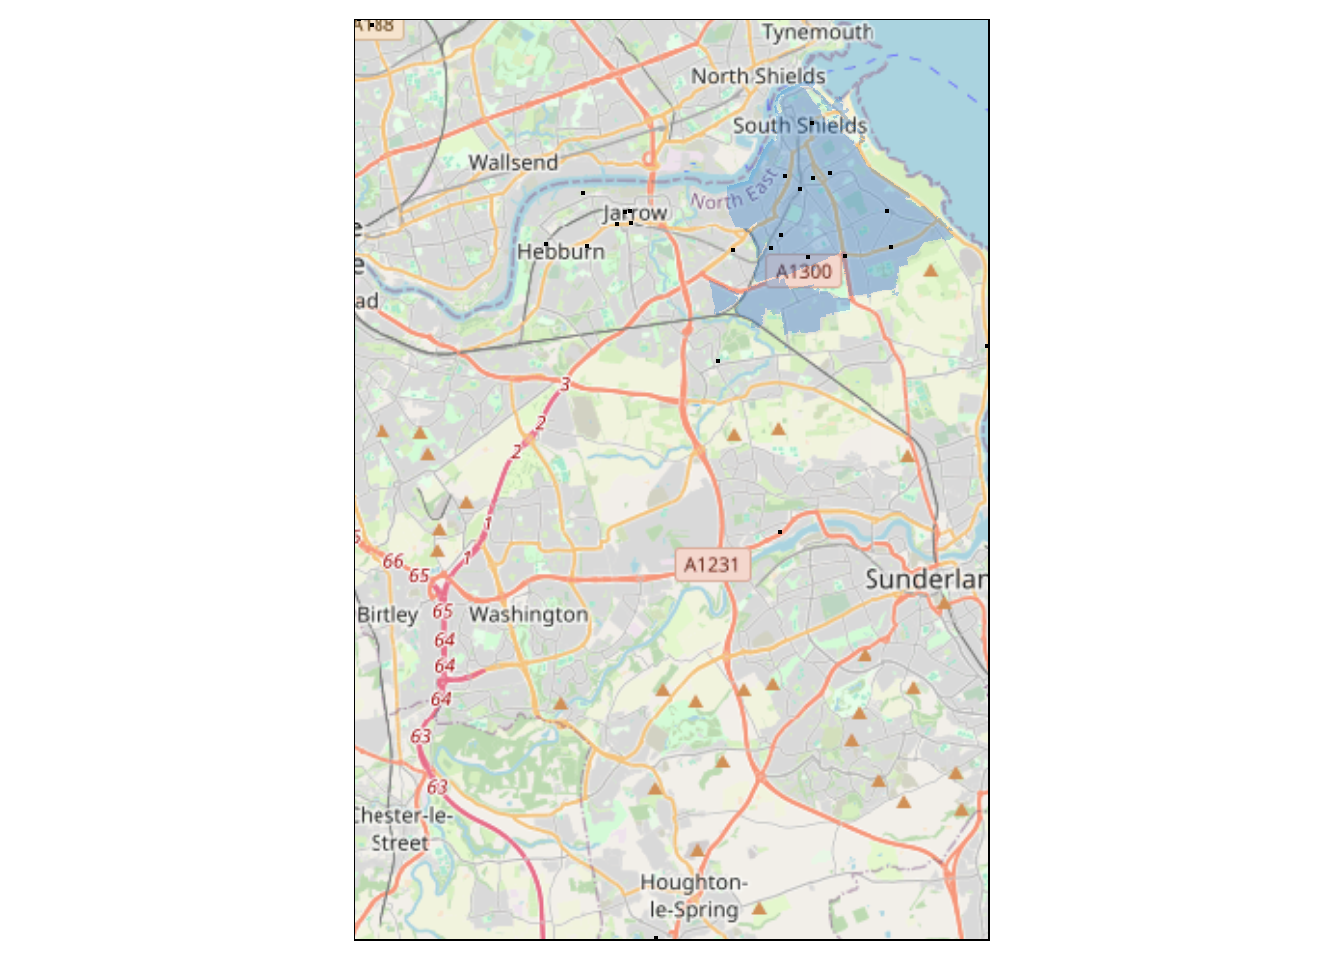 A188
Tynemouth
North Shields
South Shields
Wallsend
North East
Jarrow
Hebburn
e
e
A1300
ad
3
2
2
1
1
66
65
A1231
Sunderlan
Birtley
65
Washington
64
64
64
63
63
Chester-le-
Street
Houghton-
le-Spring